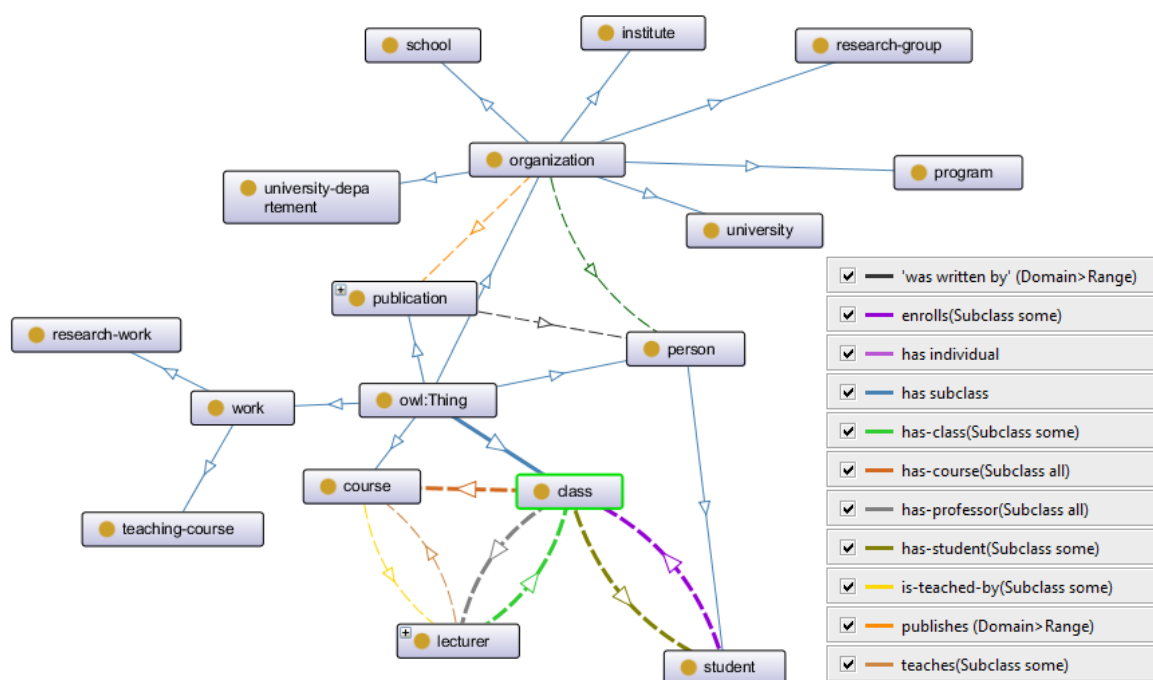 school
institute
research-group
organization
program
university-depa
rtement
university
publication
person
research-work
work
owl:Thing
course
class
teaching-course
lecturer
student
'was written by' (Domain>Range)
enrolls(Subclass some)
has individual
has subclass
has-class(Subclass some)
has-course(Subclass all)
has-professor(Subclass all)
has-student(Subclass some)
is-teached-by(Subclass some)
publishes (Domain>Range)
teaches(Subclass some)